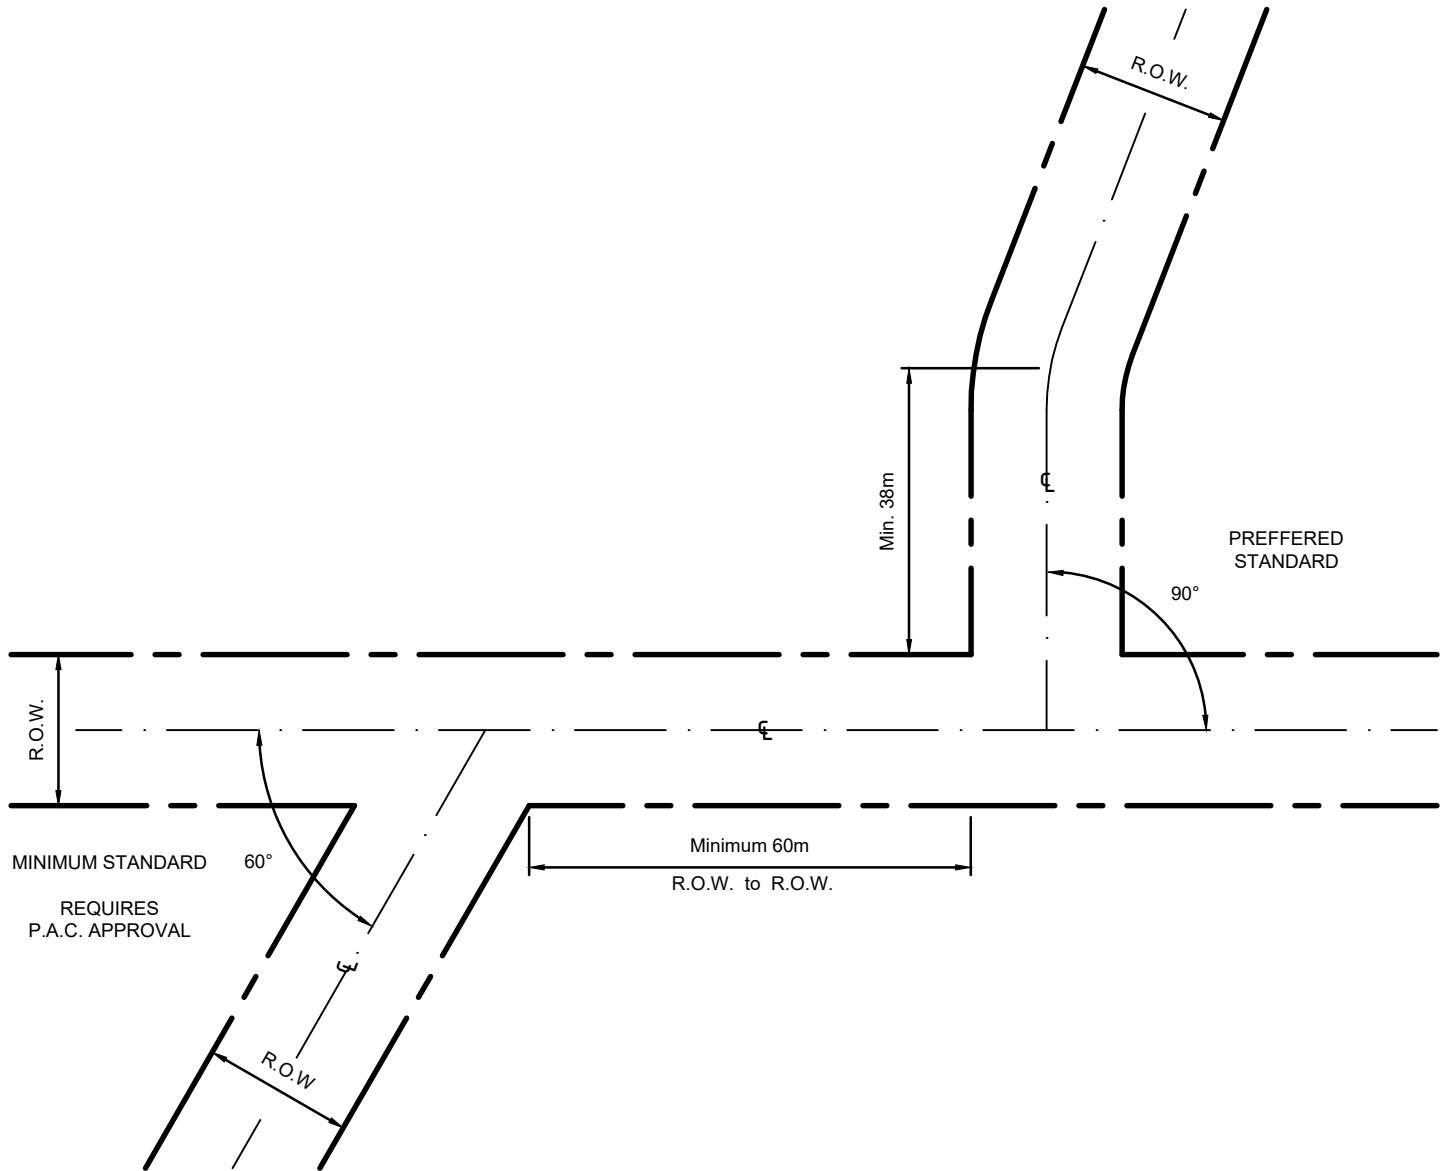 R.O.W.
℄
Min. 38m
PREFFERED
STANDARD
90°
R.O.W.
℄
MINIMUM STANDARD
60°
REQUIRES
P.A.C. APPROVAL
Minimum 60m
R.O.W. to R.O.W.
℄
R.O.W